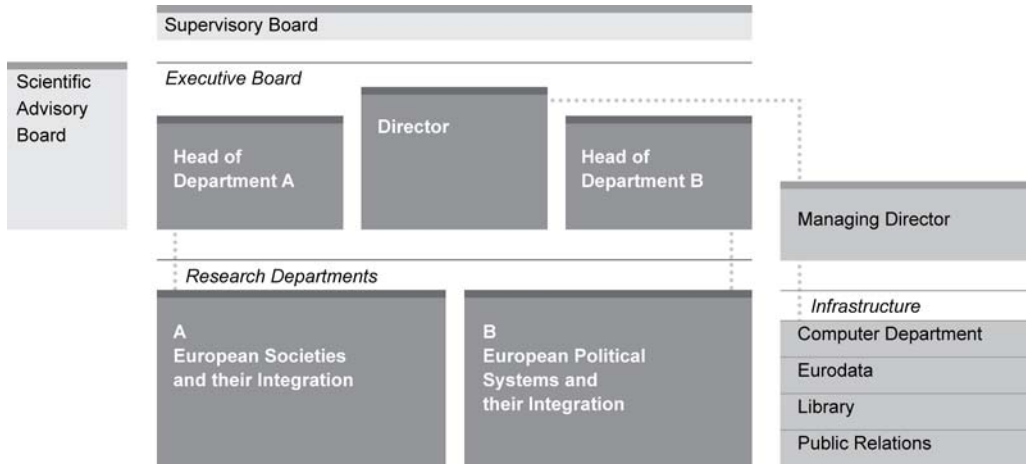 Supervisory Board
Scientific
Advisory
Board
Executive Board
Director
Head of
Department A
Head of
Department B
Managing Director
Research Departments
A
European Societies
and their Integration
B
European Political
Systems and
their Integration
Infrastructure
Computer Department
Eurodata
Library
Public Relations